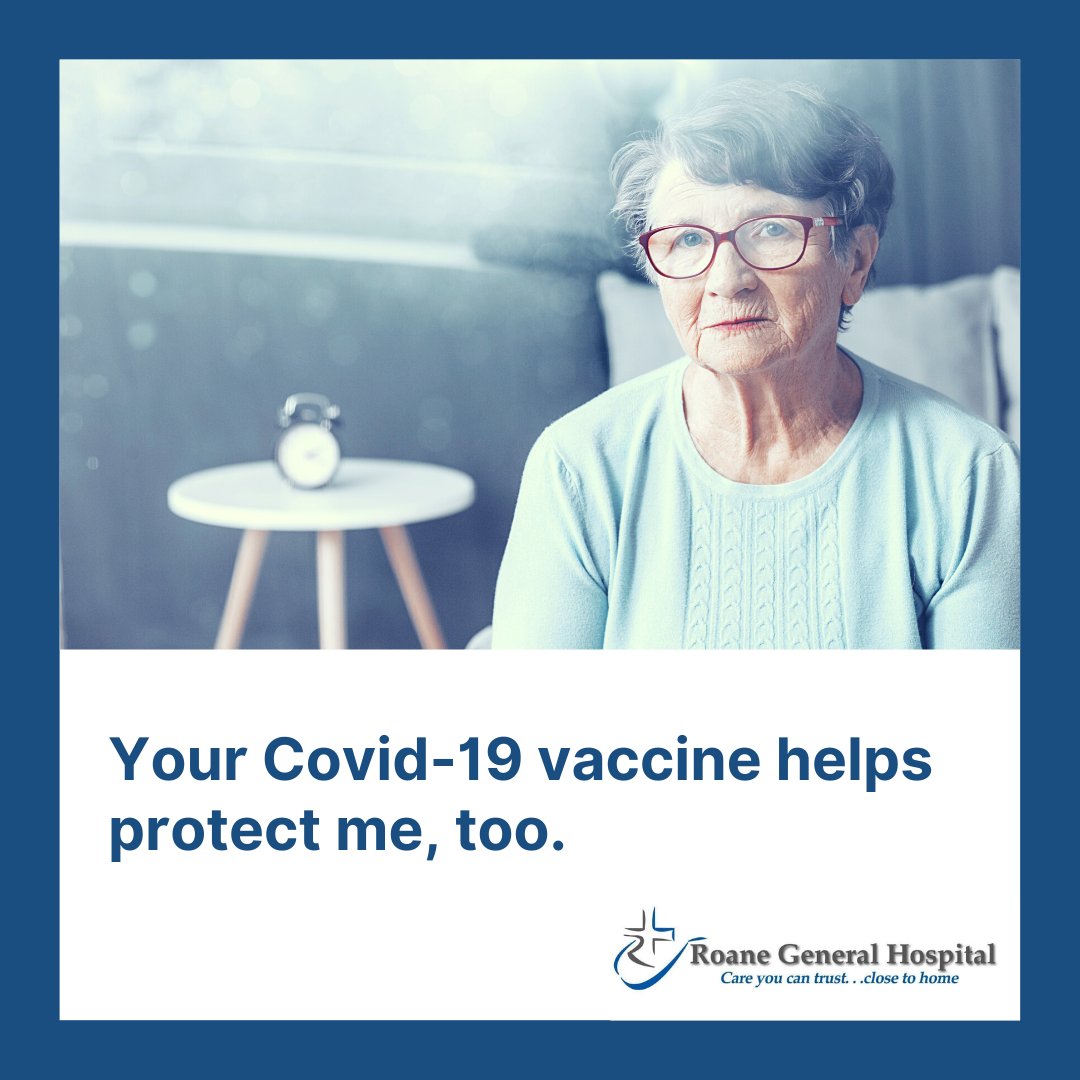 Your Covid-19 vaccine helps
protect me, too.
Roane General Hospital
Care you can trust. . .close to home